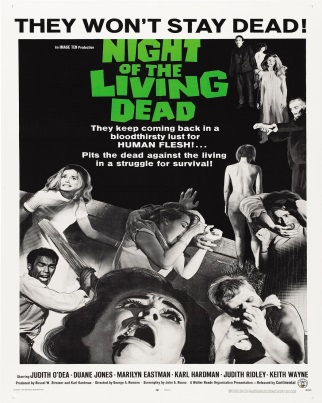 THEY WON'T STAY DEAD!
An IMAGE TEN Production
NIGHT
OF THE
LIVING
DEAD
They keep coming back in a
bloodthirsty lust for
HUMAN FLESH!...
Pits the dead against the living
in a struggle for survival!
Starring JUDITH O'DEA · DUANE JONES · MARILYN EASTMAN · KARL HARDMAN · JUDITH RIDLEY · KEITH WAYNE
Produced by Russel W. Streiner and Karl Hardman · Directed by George A. Romero · Screenplay by John A. Russo · A Walter Reade Organization Presentation – Released by Continental